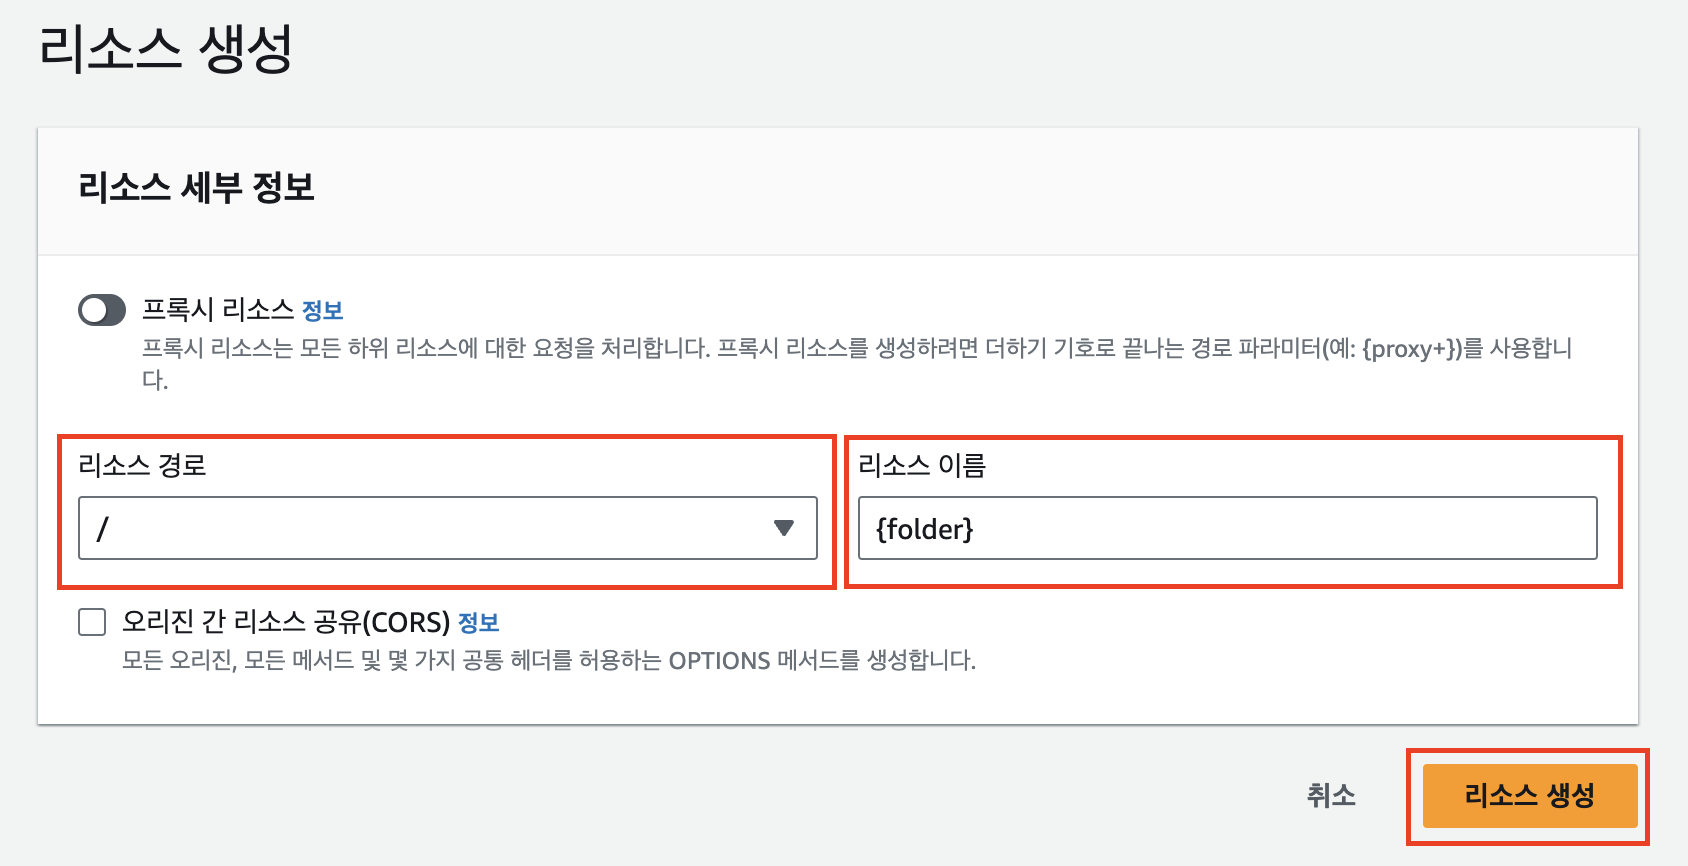 리소스 생성
리소스 세부 정보
프록시 리소스 정보
프록시 리소스는 모든 하위 리소스에 대한 요청을 처리합니다. 프록시 리소스를 생성하려면 더하기 기호로 끝나는 경로 파라미터(예: {proxy+})를 사용합니
다.
리소스 경로
/
리소스 이름
{folder}
오리진 간 리소스 공유(CORS) 정보
모든 오리진, 모든 메서드 및 몇 가지 공통 헤더를 허용하는 OPTIONS 메서드를 생성합니다.
취소
리소스 생성